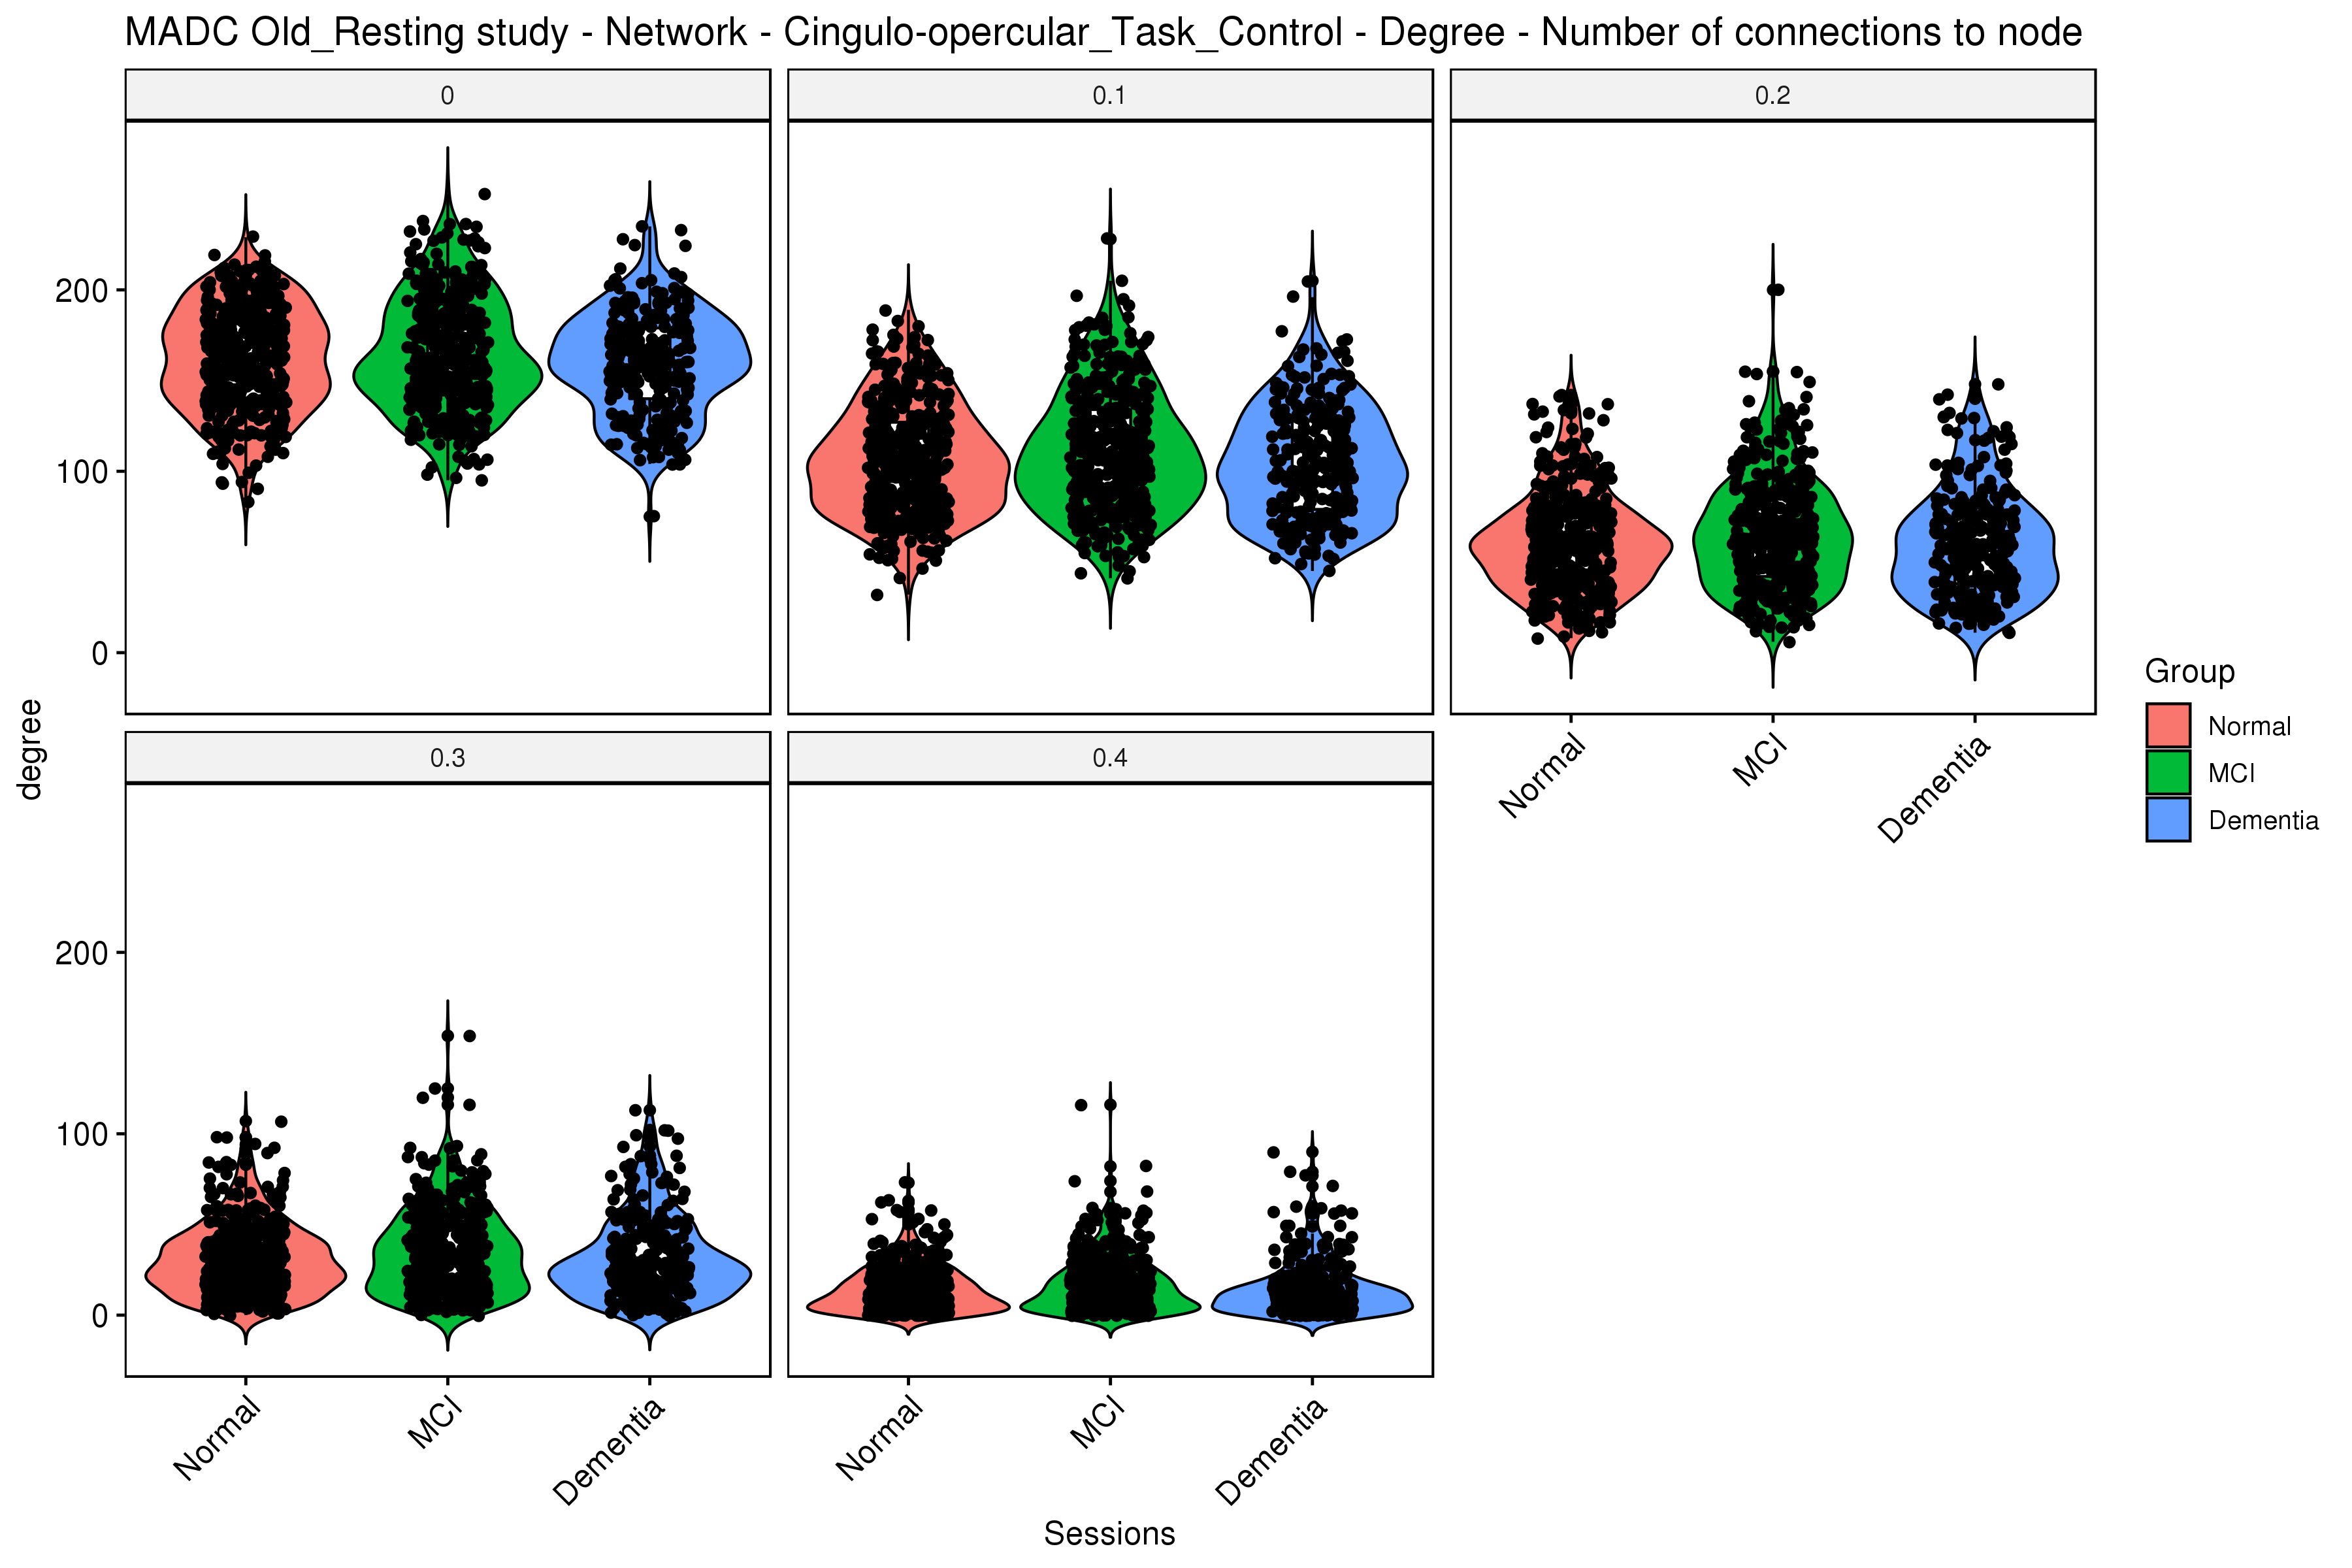 MADC Old_Resting study - Network - Cingulo-opercular_Task_Control - Degree - Number of connections to node
0
0.1
0.2
200
100
0
degree
Normal
MCI
Dementia
Group
Normal
MCI
Dementia
0.3
0.4
200
100
0
Normal
MCI
Dementia
Normal
MCI
Dementia
Sessions